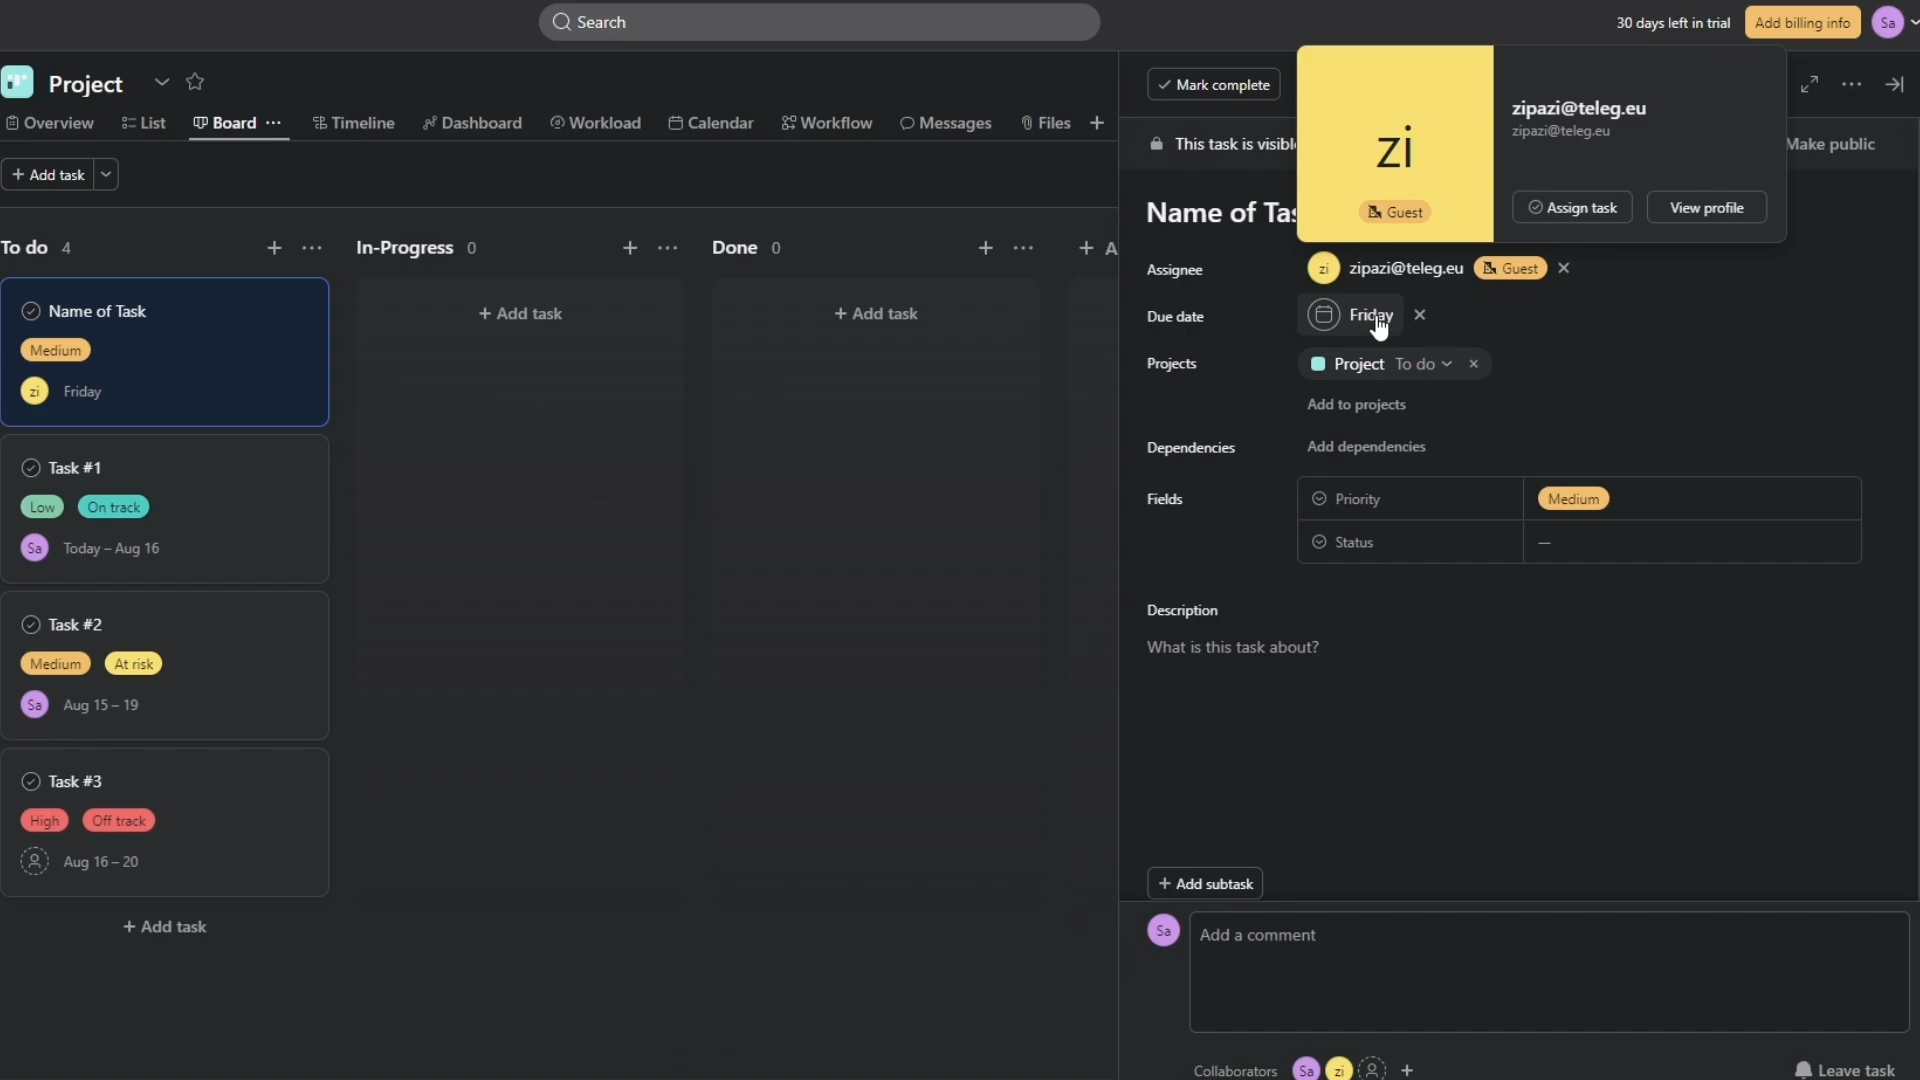 Search
30 days left in trial
Add billing info
Sa
Project
Overview
List
Board
Timeline
Dashboard
Workload
Calendar
Workflow
Messages
Files
+ Add task
To do 4
Name of Task
Medium
zi Friday
Task #1
Low On track
Sa Today – Aug 16
Task #2
Medium At risk
Sa Aug 15 – 19
Task #3
High Off track
Aug 16 – 20
+ Add task
In-Progress 0
+ Add task
Done 0
+ Add task
+ A
Mark complete
zi
Guest
zipazi@teleg.eu
zipazi@teleg.eu
Assign task
View profile
This task is visibl
Make public
Name of Tas
Assignee
zi zipazi@teleg.eu Guest
Due date
Friday
Projects
Project To do
Add to projects
Dependencies
Add dependencies
Fields
Priority Medium
Status —
Description
What is this task about?
+ Add subtask
Sa
Add a comment
Collaborators Sa zi +
Leave task